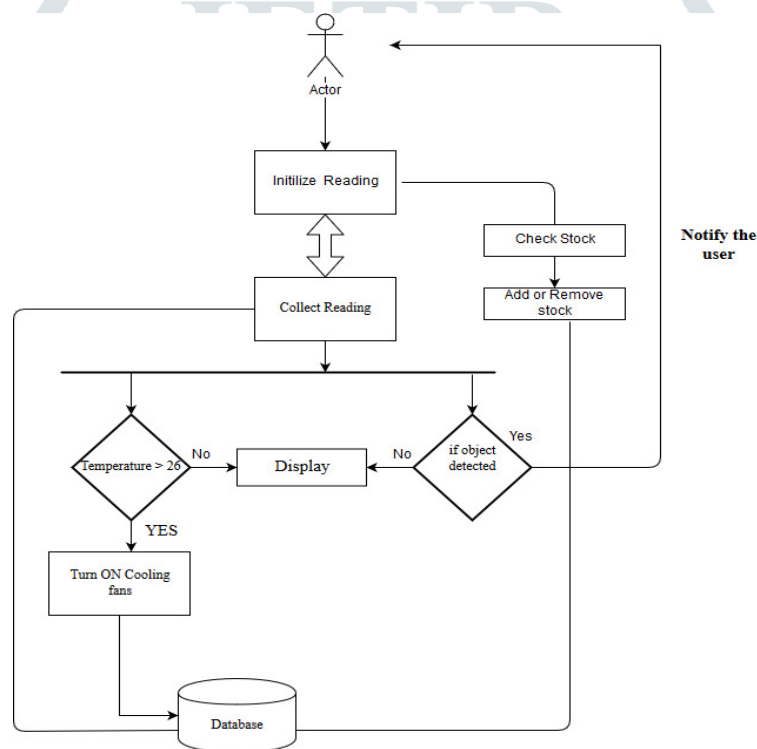 JETIR
Actor
Initilize Reading
Check Stock
Notify the
user
Collect Reading
Add or Remove
stock
Temperature > 26
No
Display
No
if object
detected
Yes
YES
Turn ON Cooling
fans
Database